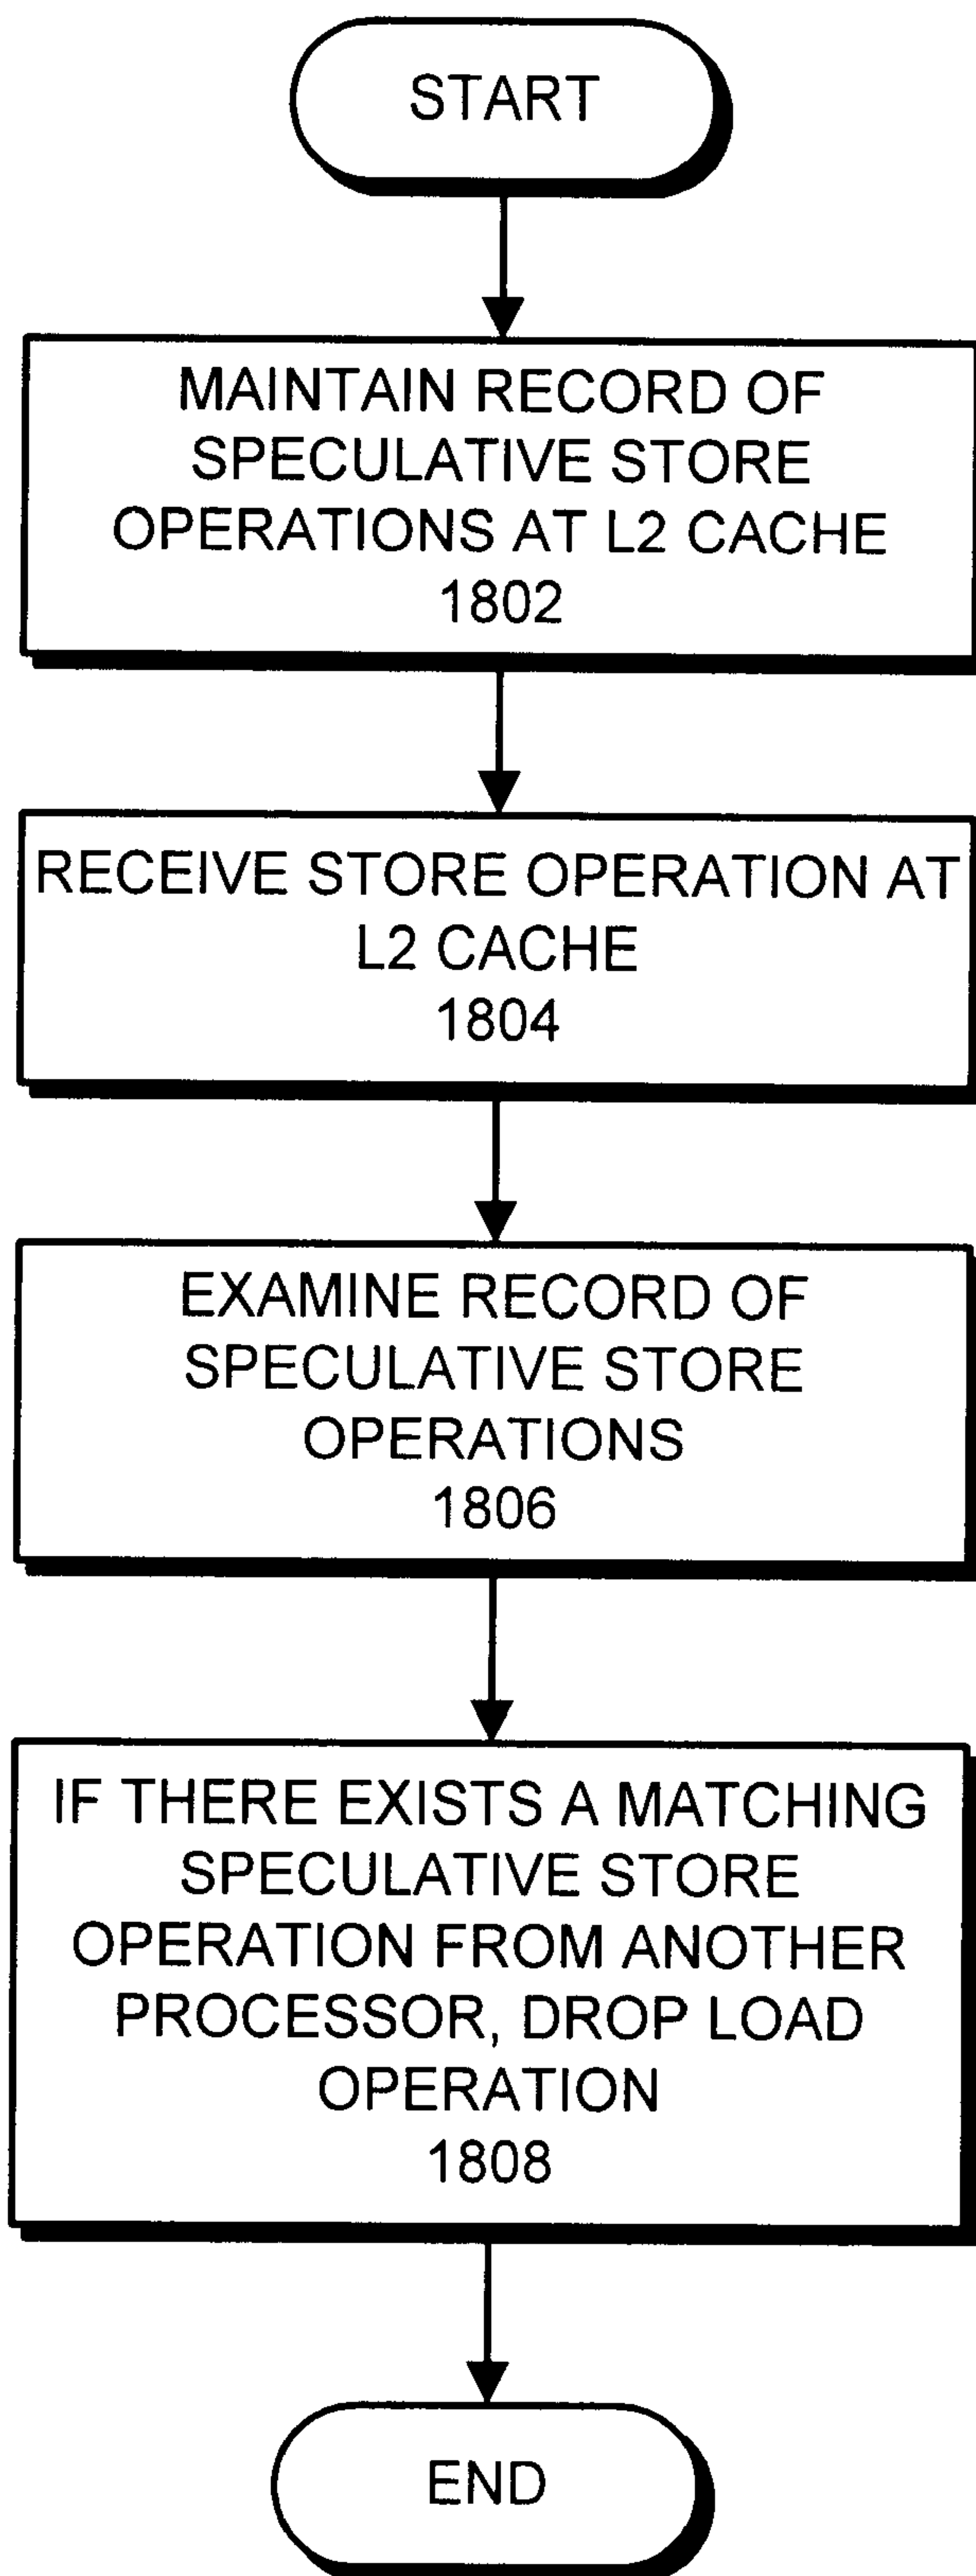 START
MAINTAIN RECORD OF
SPECULATIVE STORE
OPERATIONS AT L2 CACHE
1802
RECEIVE STORE OPERATION AT
L2 CACHE
1804
EXAMINE RECORD OF
SPECULATIVE STORE
OPERATIONS
1806
IF THERE EXISTS A MATCHING
SPECULATIVE STORE
OPERATION FROM ANOTHER
PROCESSOR, DROP LOAD
OPERATION
1808
END